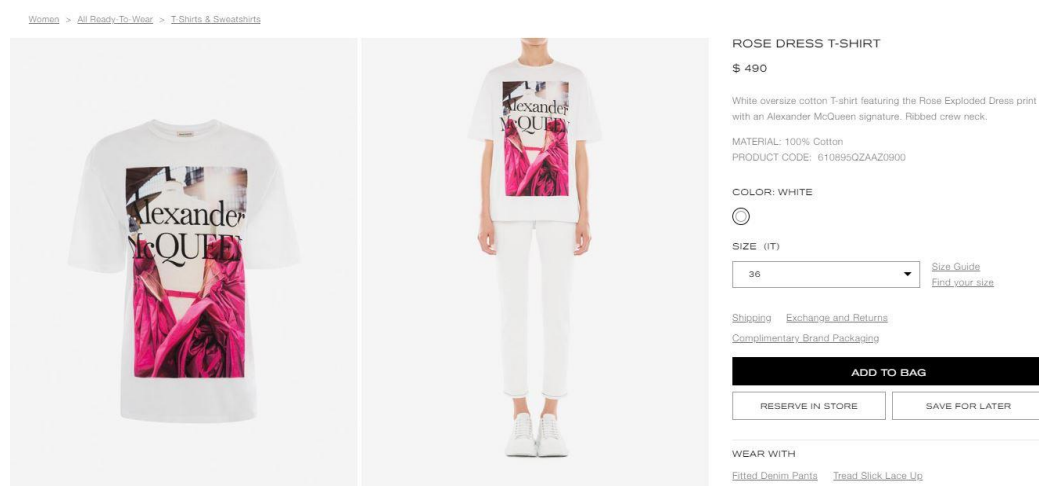 Women > All Ready-To-Wear > T-Shirts & Sweatshirts
Alexander
McQUEEN
Alexander
McQUEEN
ROSE DRESS T-SHIRT
$ 490
White oversize cotton T-shirt featuring the Rose Exploded Dress print
with an Alexander McQueen signature. Ribbed crew neck.
MATERIAL: 100% Cotton
PRODUCT CODE: 610895QZAAZ0900
COLOR: WHITE
SIZE (IT)
36
Size Guide
Find your size
Shipping Exchange and Returns
Complimentary Brand Packaging
ADD TO BAG
RESERVE IN STORE SAVE FOR LATER
WEAR WITH
Fitted Denim Pants Tread Slick Lace Up